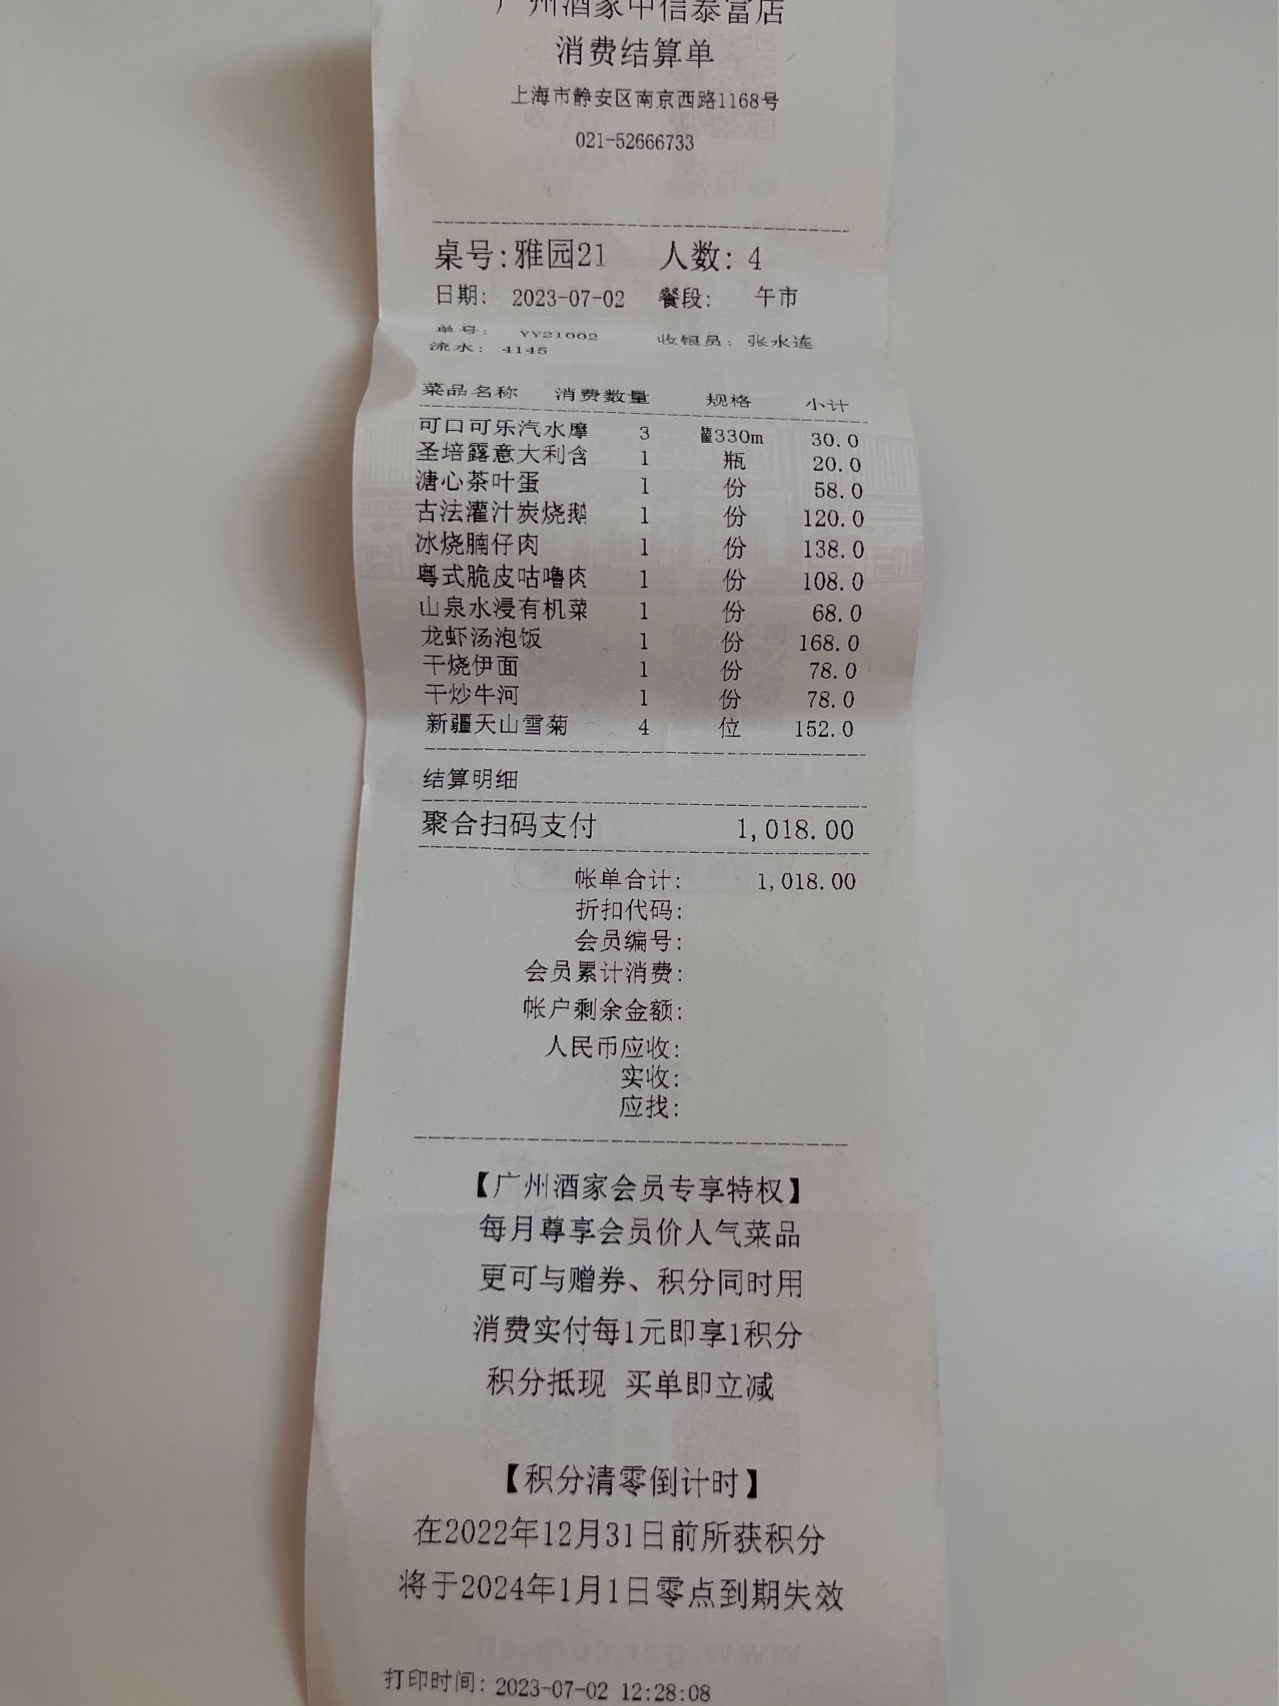 广州酒家中信泰富店
消费结算单
上海市静安区南京西路1168号
021-52666733
桌号:雅园21 人数: 4
日期: 2023-07-02 餐段: 午市
单号: YY21002 收银员: 张水连
流水: 4145
菜品名称 消费数量 规格 小计
可口可乐汽水摩 3 330m 30.0
圣培露意大利含 1 瓶 20.0
溏心茶叶蛋 1 份 58.0
古法灌汁炭烧鹅 1 份 120.0
冰烧腩仔肉 1 份 138.0
粤式脆皮咕噜肉 1 份 108.0
山泉水浸有机菜 1 份 68.0
龙虾汤泡饭 1 份 168.0
干烧伊面 1 份 78.0
干炒牛河 1 份 78.0
新疆天山雪菊 4 位 152.0
结算明细
聚合扫码支付 1,018.00
帐单合计: 1,018.00
折扣代码:
会员编号:
会员累计消费:
帐户剩余金额:
人民币应收:
实收:
应找:
【广州酒家会员专享特权】
每月尊享会员价人气菜品
更可与赠券、积分同时用
消费实付每1元即享1积分
积分抵现 买单即立减
【积分清零倒计时】
在2022年12月31日前所获积分
将于2024年1月1日零点到期失效
打印时间: 2023-07-02 12:28:08